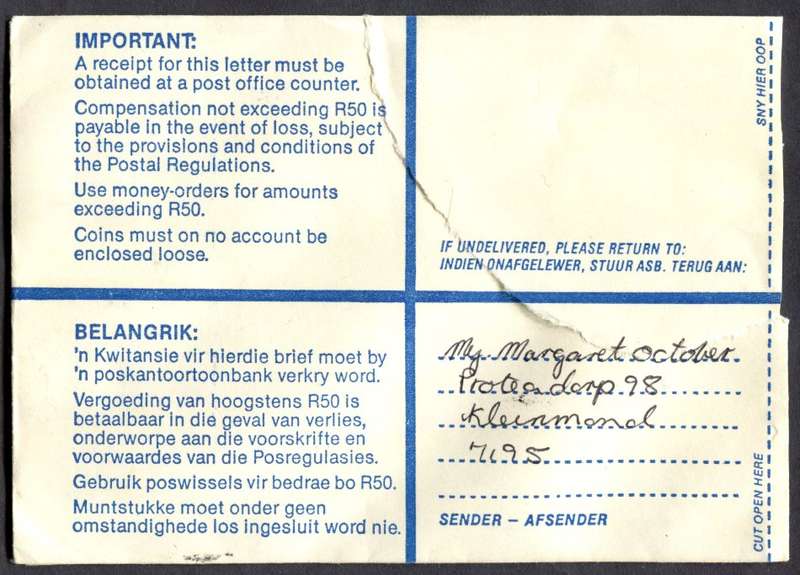 IMPORTANT:
A receipt for this letter must be
obtained at a post office counter.
Compensation not exceeding R50 is
payable in the event of loss, subject
to the provisions and conditions of
the Postal Regulations.
Use money-orders for amounts
exceeding R50.
Coins must on no account be
enclosed loose.
IF UNDELIVERED, PLEASE RETURN TO:
INDIEN ONAFGELEWER, STUUR ASB. TERUG AAN:
SNY HIER OOP
BELANGRIK:
'n Kwitansie vir hierdie brief moet by
'n poskantoortoonbank verkry word.
Vergoeding van hoogstens R50 is
betaalbaar in die geval van verlies,
onderworpe aan die voorskrifte en
voorwaardes van die Posregulasies.
Gebruik poswissels vir bedrae bo R50.
Muntstukke moet onder geen
omstandighede los ingesluit word nie.
Margaret October
Proteadorp 98
Kleinmond
7195
SENDER – AFSENDER
CUT OPEN HERE